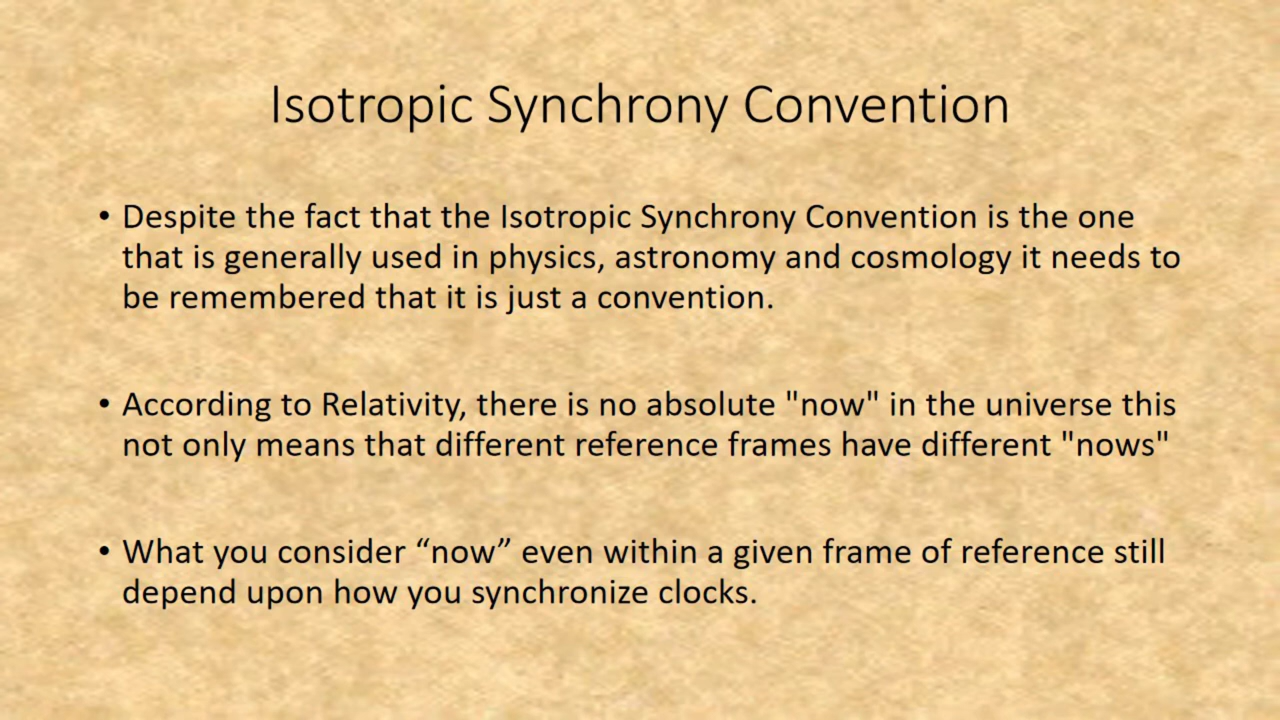 Isotropic Synchrony Convention
• Despite the fact that the Isotropic Synchrony Convention is the one
that is generally used in physics, astronomy and cosmology it needs to
be remembered that it is just a convention.
• According to Relativity, there is no absolute "now" in the universe this
not only means that different reference frames have different "nows"
• What you consider “now” even within a given frame of reference still
depend upon how you synchronize clocks.